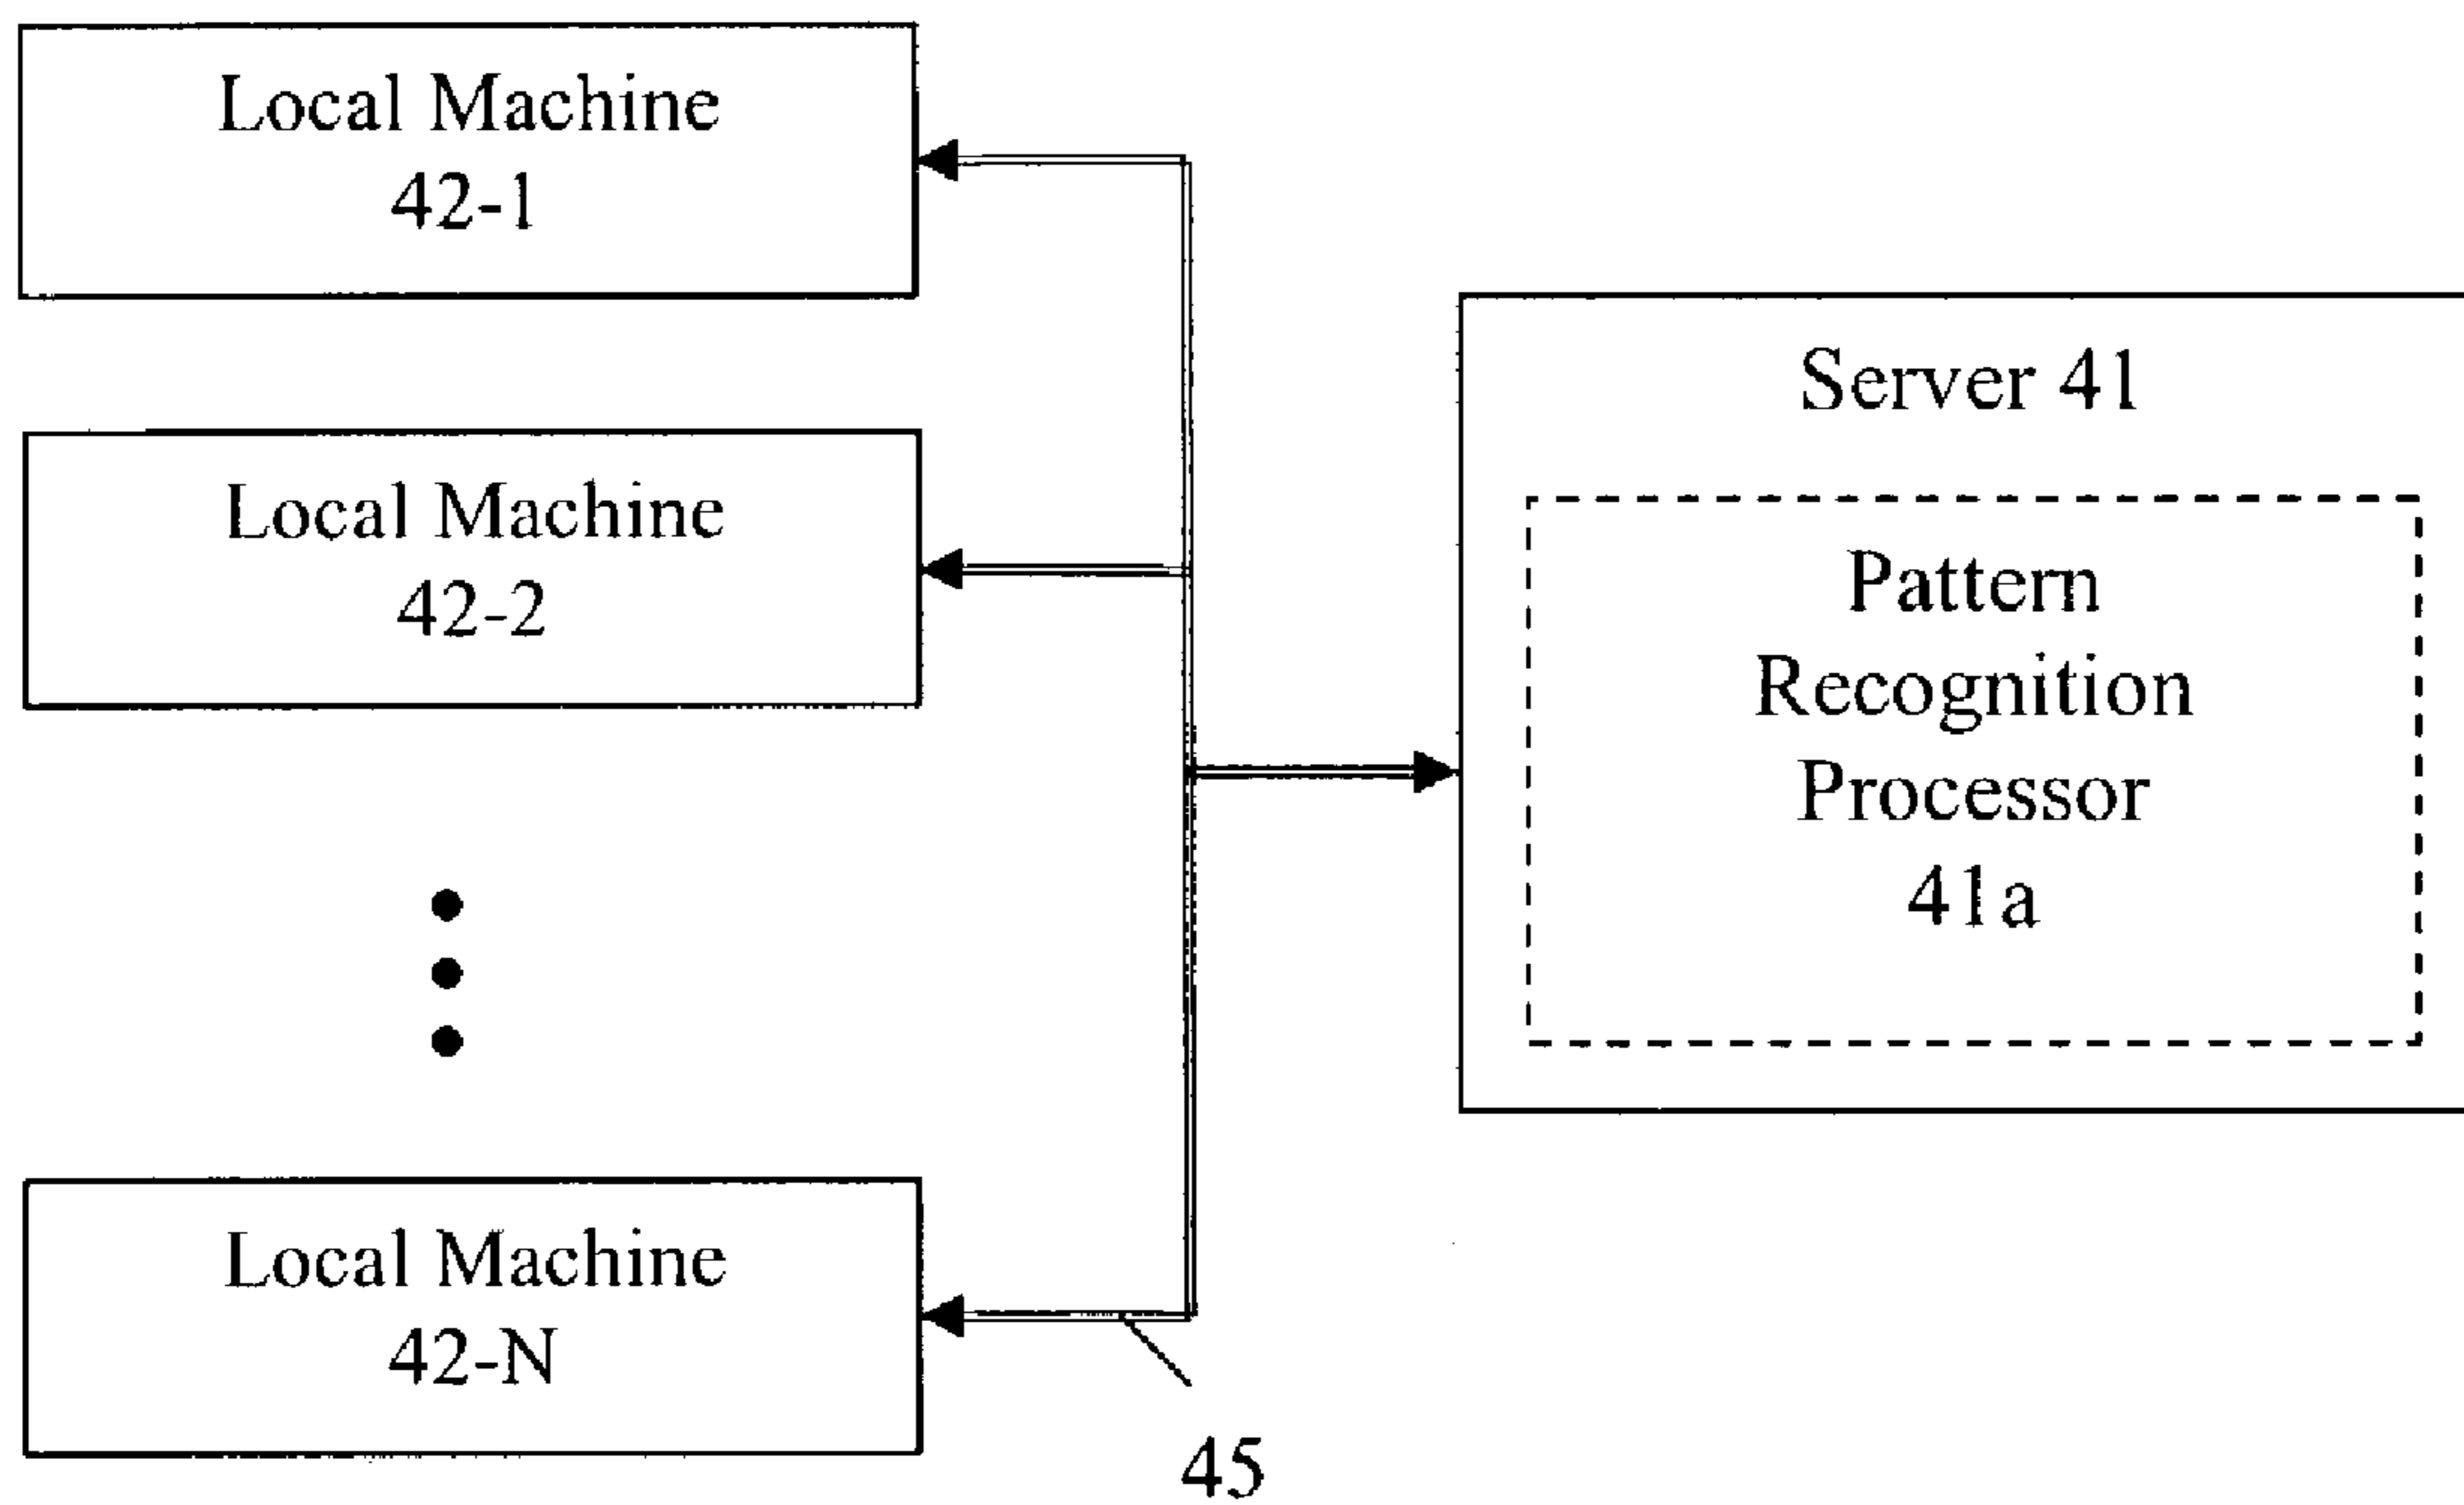 Local Machine
42-1
Local Machine
42-2
Local Machine
42-N
45
Server 41
Pattern
Recognition
Processor
41a